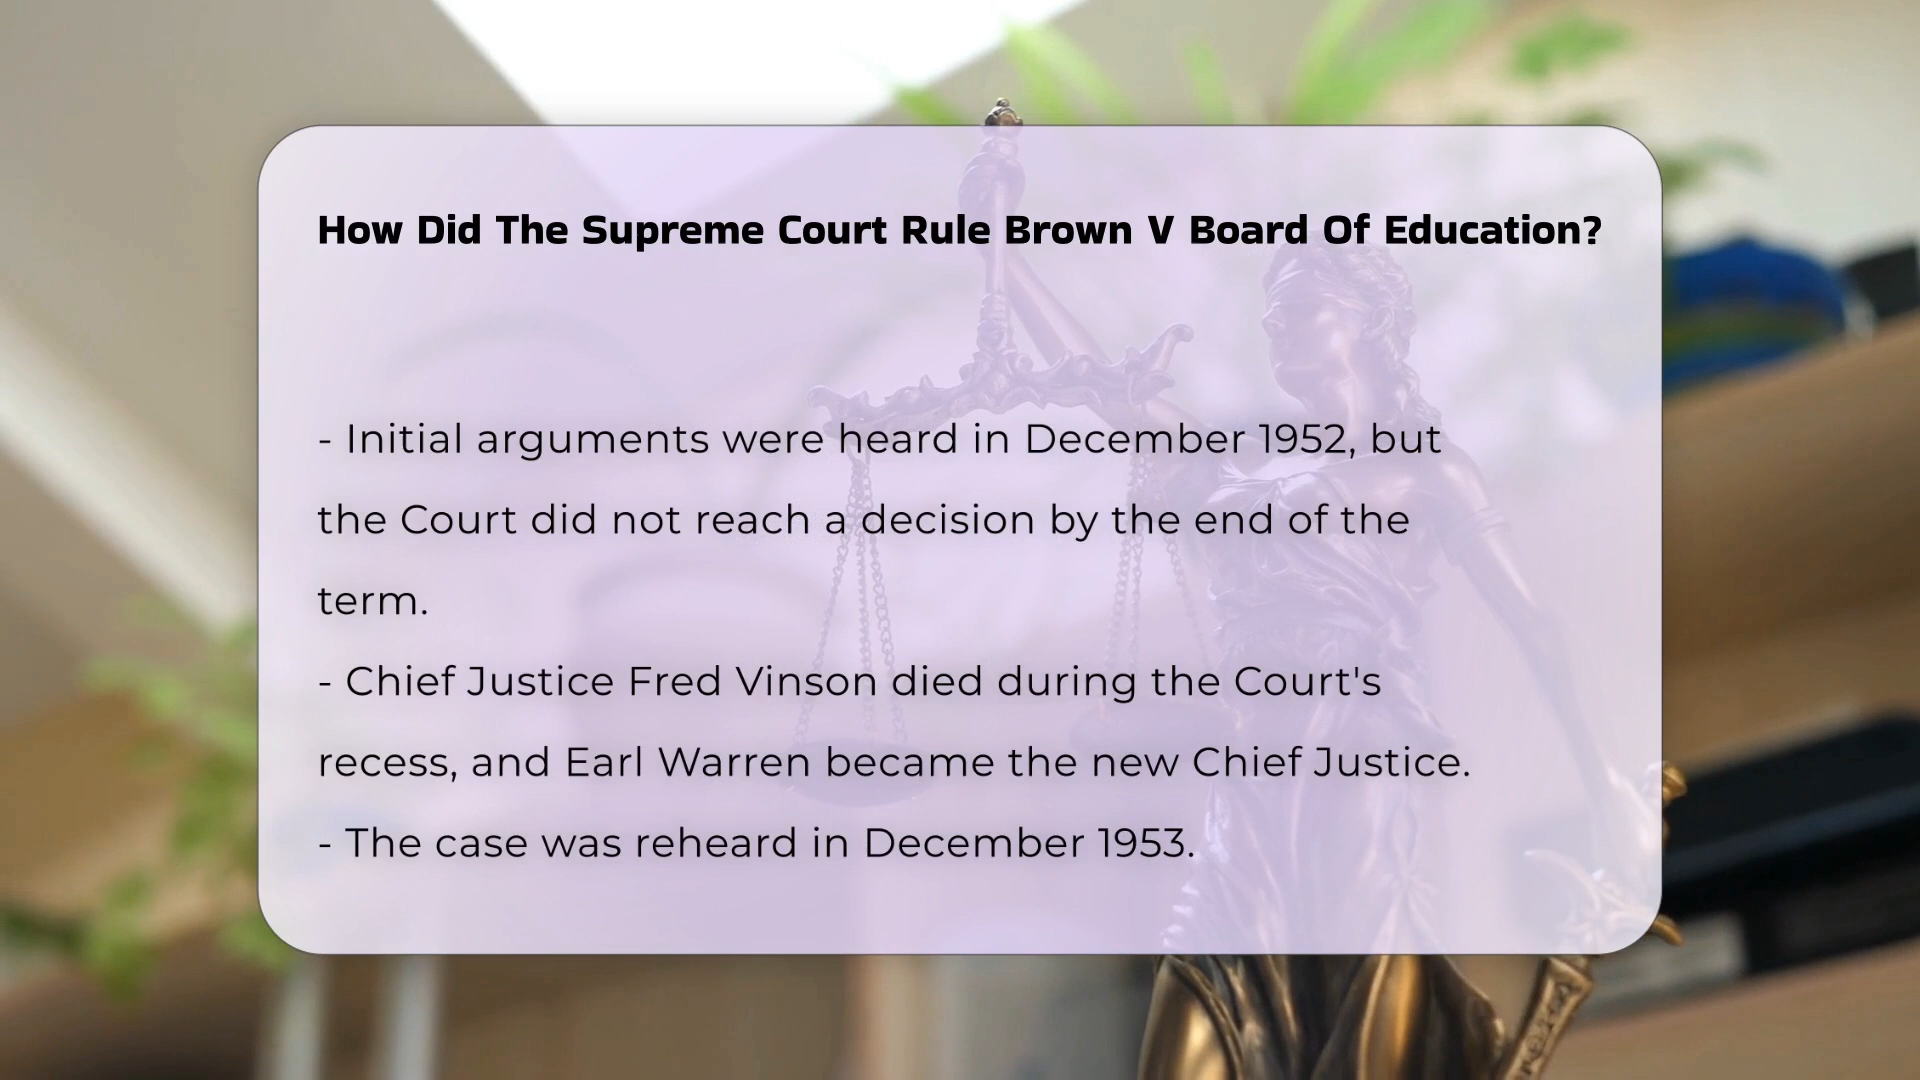 How Did The Supreme Court Rule Brown V Board Of Education?
- Initial arguments were heard in December 1952, but
the Court did not reach a decision by the end of the
term.
- Chief Justice Fred Vinson died during the Court's
recess, and Earl Warren became the new Chief Justice.
- The case was reheard in December 1953.